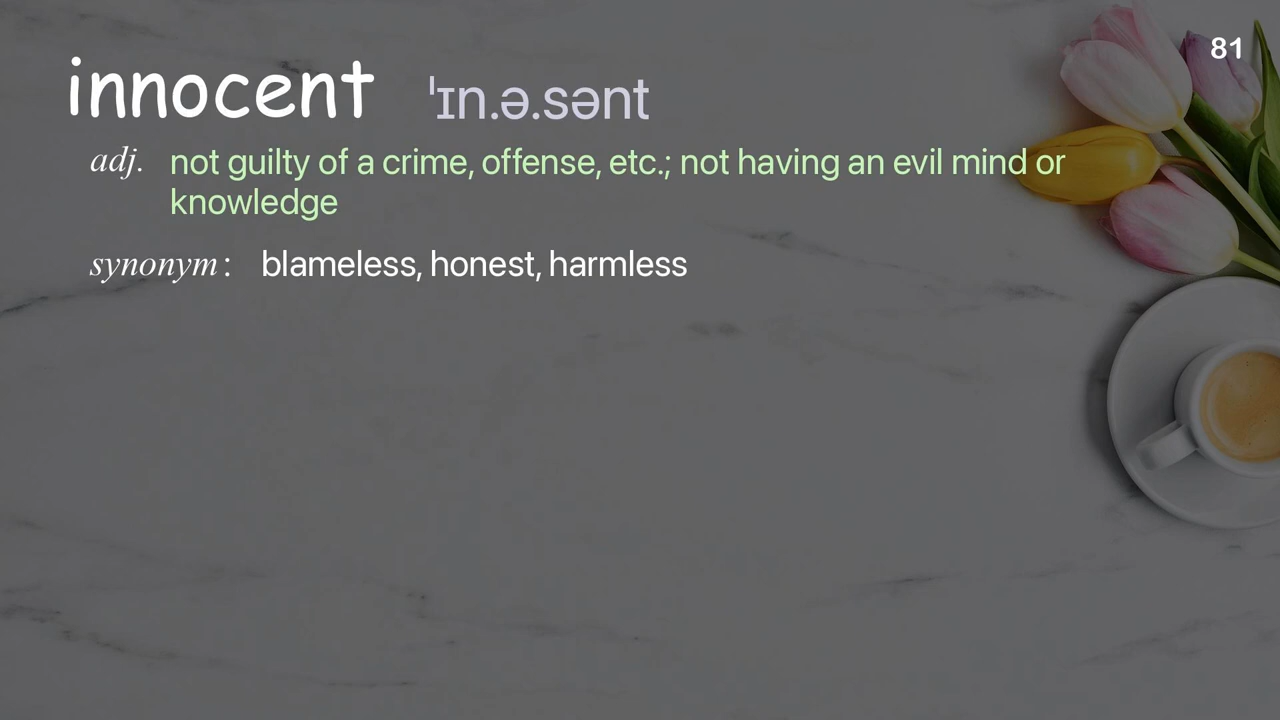 81
innocent ˈɪn.ə.sənt
adj. not guilty of a crime, offense, etc.; not having an evil mind or
knowledge
synonym : blameless, honest, harmless